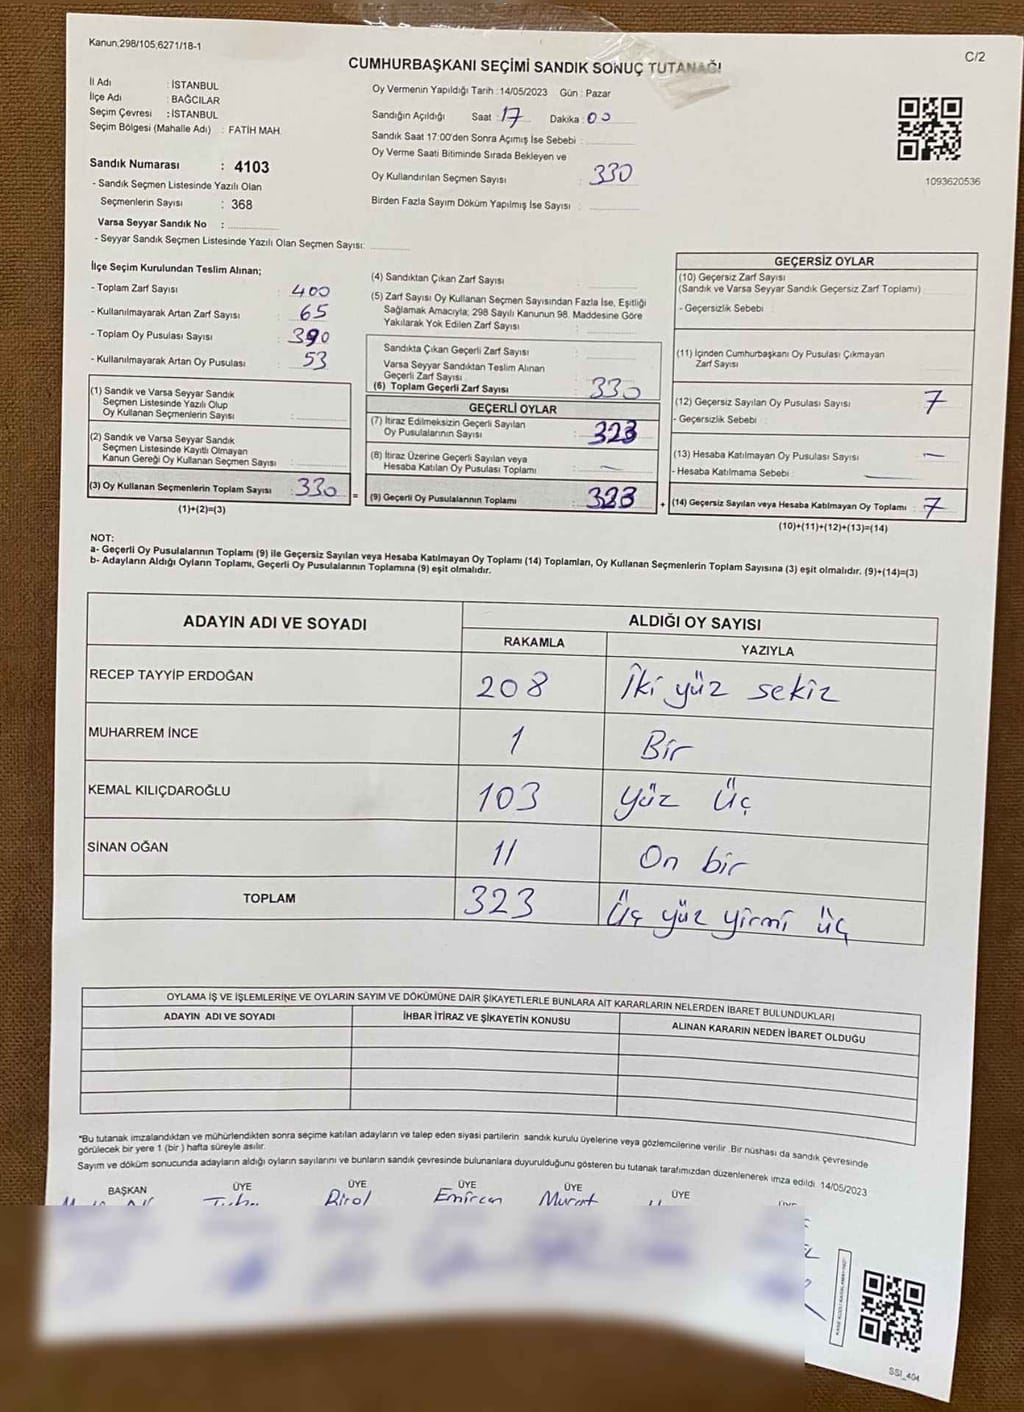 Kanun,298/105,6271/18-1
C/2
CUMHURBAŞKANI SEÇİMİ SANDIK SONUÇ TUTANAĞI
İl Adı : İSTANBUL
İlçe Adı : BAĞCILAR
Seçim Çevresi : İSTANBUL
Seçim Bölgesi (Mahalle Adı) : FATİH MAH.
Sandık Numarası : 4103
- Sandık Seçmen Listesinde Yazılı Olan
Seçmenlerin Sayısı : 368
Varsa Seyyar Sandık No :
- Seyyar Sandık Seçmen Listesinde Yazılı Olan Seçmen Sayısı:
Oy Vermenin Yapıldığı Tarih : 14/05/2023 Gün : Pazar
Sandığın Açıldığı Saat : 17 Dakika : 00
Sandık Saat 17:00'den Sonra Açımış İse Sebebi :
Oy Verme Saati Bitiminde Sırada Bekleyen ve
Oy Kullandırılan Seçmen Sayısı : 330
Birden Fazla Sayım Döküm Yapılmış İse Sayısı :
1093620536
İlçe Seçim Kurulundan Teslim Alınan;
- Toplam Zarf Sayısı : 400
- Kullanılmayarak Artan Zarf Sayısı : 65
- Toplam Oy Pusulası Sayısı : 390
- Kullanılmayarak Artan Oy Pusulası : 53
(1) Sandık ve Varsa Seyyar Sandık
Seçmen Listesinde Yazılı Olup
Oy Kullanan Seçmenlerin Sayısı :
(2) Sandık ve Varsa Seyyar Sandık
Seçmen Listesinde Kayıtlı Olmayan
Kanun Gereği Oy Kullanan Seçmen Sayısı :
(3) Oy Kullanan Seçmenlerin Toplam Sayısı : 330
(1)+(2)=(3)
=
(4) Sandıktan Çıkan Zarf Sayısı :
(5) Zarf Sayısı Oy Kullanan Seçmen Sayısından Fazla İse, Eşitliği
Sağlamak Amacıyla; 298 Sayılı Kanunun 98. Maddesine Göre
Yakılarak Yok Edilen Zarf Sayısı :
Sandıkta Çıkan Geçerli Zarf Sayısı :
Varsa Seyyar Sandıktan Teslim Alınan
Geçerli Zarf Sayısı :
(6) Toplam Geçerli Zarf Sayısı : 330
GEÇERLİ OYLAR
(7) İtiraz Edilmeksizin Geçerli Sayılan
Oy Pusulalarının Sayısı : 323
(8) İtiraz Üzerine Geçerli Sayılan veya
Hesaba Katılan Oy Pusulası Toplamı : —
(9) Geçerli Oy Pusulalarının Toplamı : 323
+
GEÇERSİZ OYLAR
(10) Geçersiz Zarf Sayısı
(Sandık ve Varsa Seyyar Sandık Geçersiz Zarf Toplamı) :
- Geçersizlik Sebebi :
(11) İçinden Cumhurbaşkanı Oy Pusulası Çıkmayan
Zarf Sayısı :
(12) Geçersiz Sayılan Oy Pusulası Sayısı : 7
- Geçersizlik Sebebi :
(13) Hesaba Katılmayan Oy Pusulası Sayısı : —
- Hesaba Katılmama Sebebi : —
(14) Geçersiz Sayılan veya Hesaba Katılmayan Oy Toplamı : 7
(10)+(11)+(12)+(13)=(14)
NOT:
a- Geçerli Oy Pusulalarının Toplamı (9) ile Geçersiz Sayılan veya Hesaba Katılmayan Oy Toplamı (14) Toplamları, Oy Kullanan Seçmenlerin Toplam Sayısına (3) eşit olmalıdır. (9)+(14)=(3)
b- Adayların Aldığı Oyların Toplamı, Geçerli Oy Pusulalarının Toplamına (9) eşit olmalıdır.
ADAYIN ADI VE SOYADI
ALDIĞI OY SAYISI
RAKAMLA YAZIYLA
RECEP TAYYİP ERDOĞAN 208 İki yüz sekiz
MUHARREM İNCE 1 Bir
KEMAL KILIÇDAROĞLU 103 Yüz Üç
SİNAN OĞAN 11 On bir
TOPLAM 323 Üç yüz yirmi üç
OYLAMA İŞ VE İŞLEMLERİNE VE OYLARIN SAYIM VE DÖKÜMÜNE DAİR ŞİKAYETLERLE BUNLARA AİT KARARLARIN NELERDEN İBARET BULUNDUKLARI
ADAYIN ADI VE SOYADI İHBAR İTİRAZ VE ŞİKAYETİN KONUSU ALINAN KARARIN NEDEN İBARET OLDUĞU
*Bu tutanak imzalandıktan ve mühürlendikten sonra seçime katılan adayların ve talep eden siyasi partilerin sandık kurulu üyelerine veya gözlemcilerine verilir. Bir nüshası da sandık çevresinde
görülecek bir yere 1 (bir) hafta süreyle asılır.
Sayım ve döküm sonucunda adayların aldığı oyların sayılarını ve bunların sandık çevresinde bulunanlara duyurulduğunu gösteren bu tutanak tarafımızdan düzenlenerek imza edildi. 14/05/2023
BAŞKAN ÜYE ÜYE ÜYE ÜYE ÜYE
Birol Emircan Murat
SSI_404